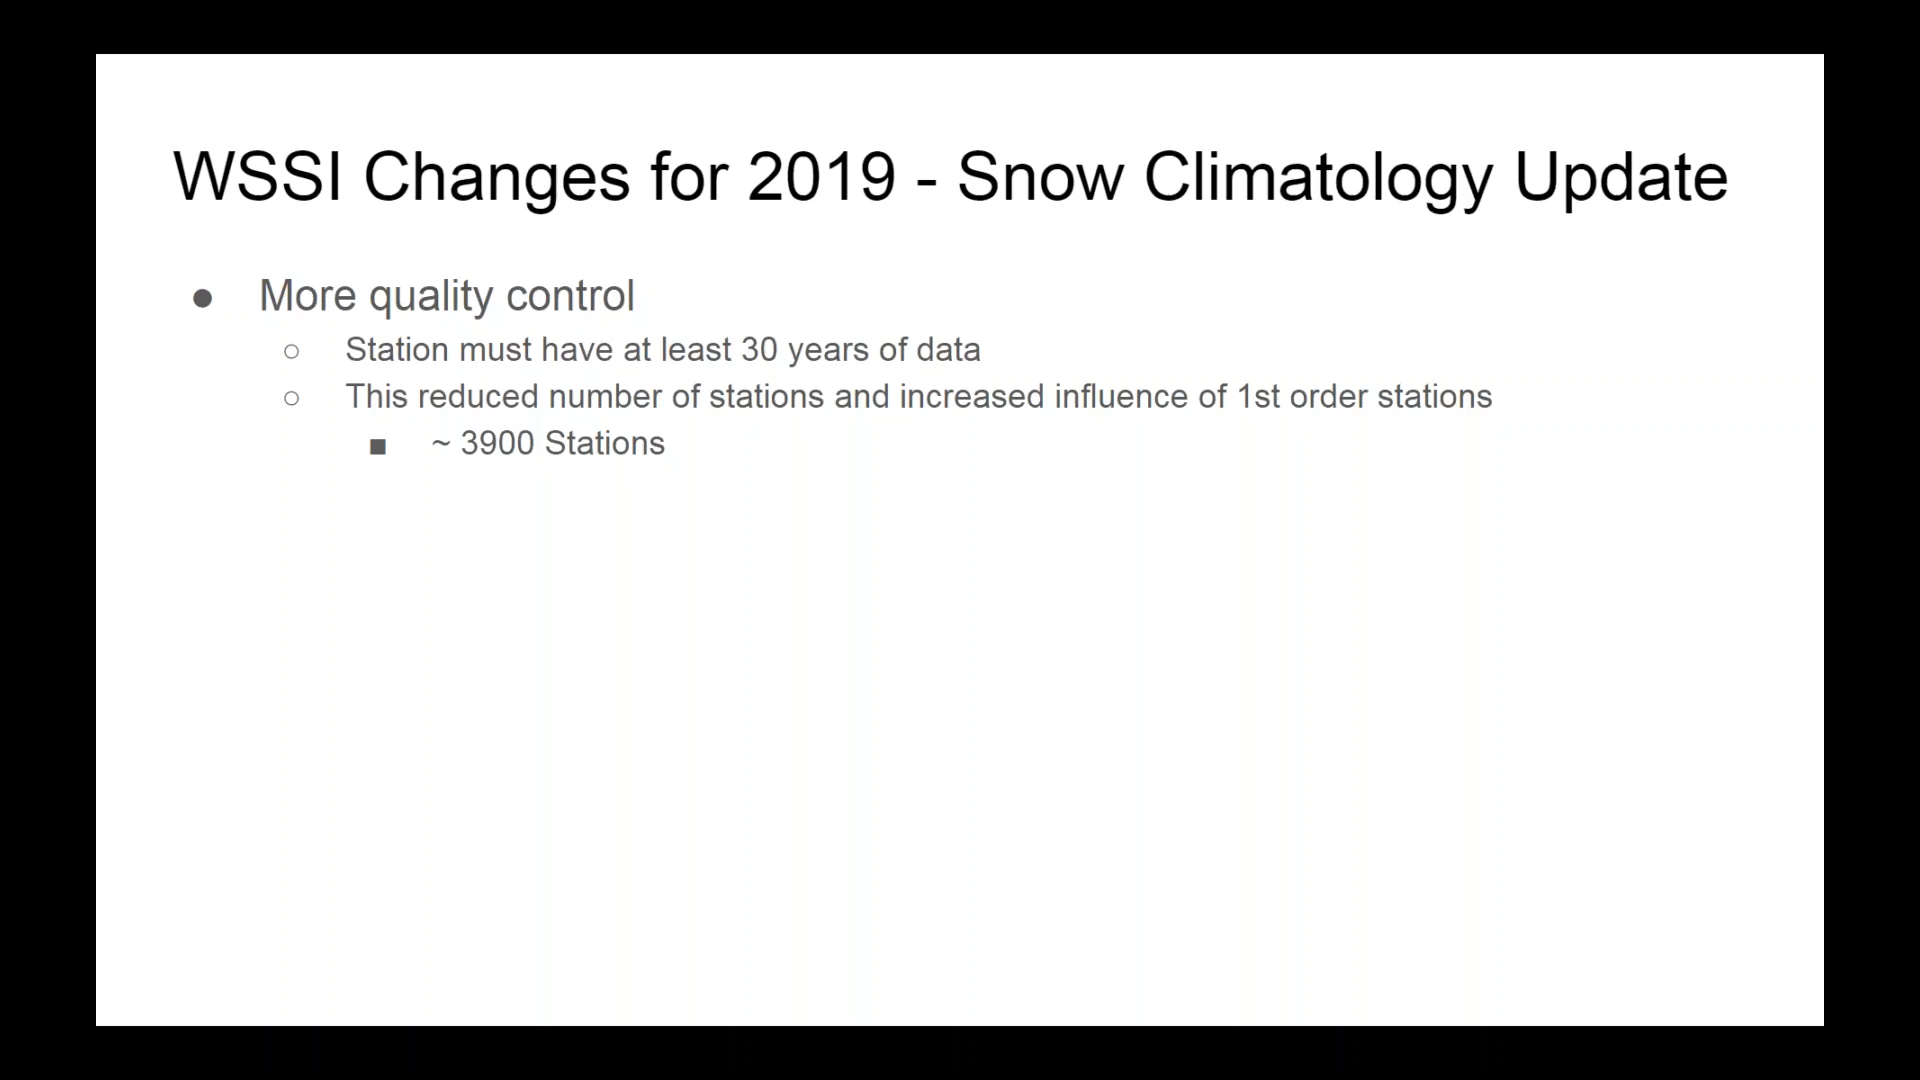 WSSI Changes for 2019 - Snow Climatology Update
● More quality control
○ Station must have at least 30 years of data
○ This reduced number of stations and increased influence of 1st order stations
■ ~ 3900 Stations